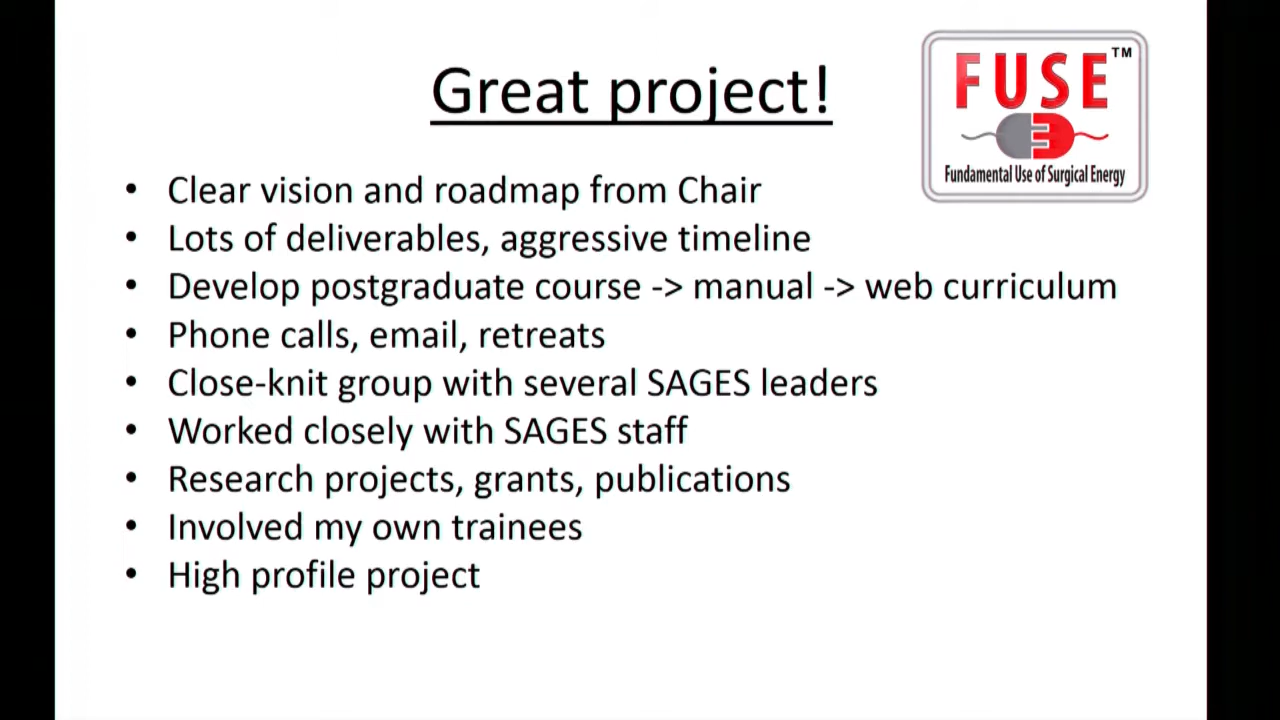 Great project!
FUSE™
Fundamental Use of Surgical Energy
• Clear vision and roadmap from Chair
• Lots of deliverables, aggressive timeline
• Develop postgraduate course -> manual -> web curriculum
• Phone calls, email, retreats
• Close-knit group with several SAGES leaders
• Worked closely with SAGES staff
• Research projects, grants, publications
• Involved my own trainees
• High profile project